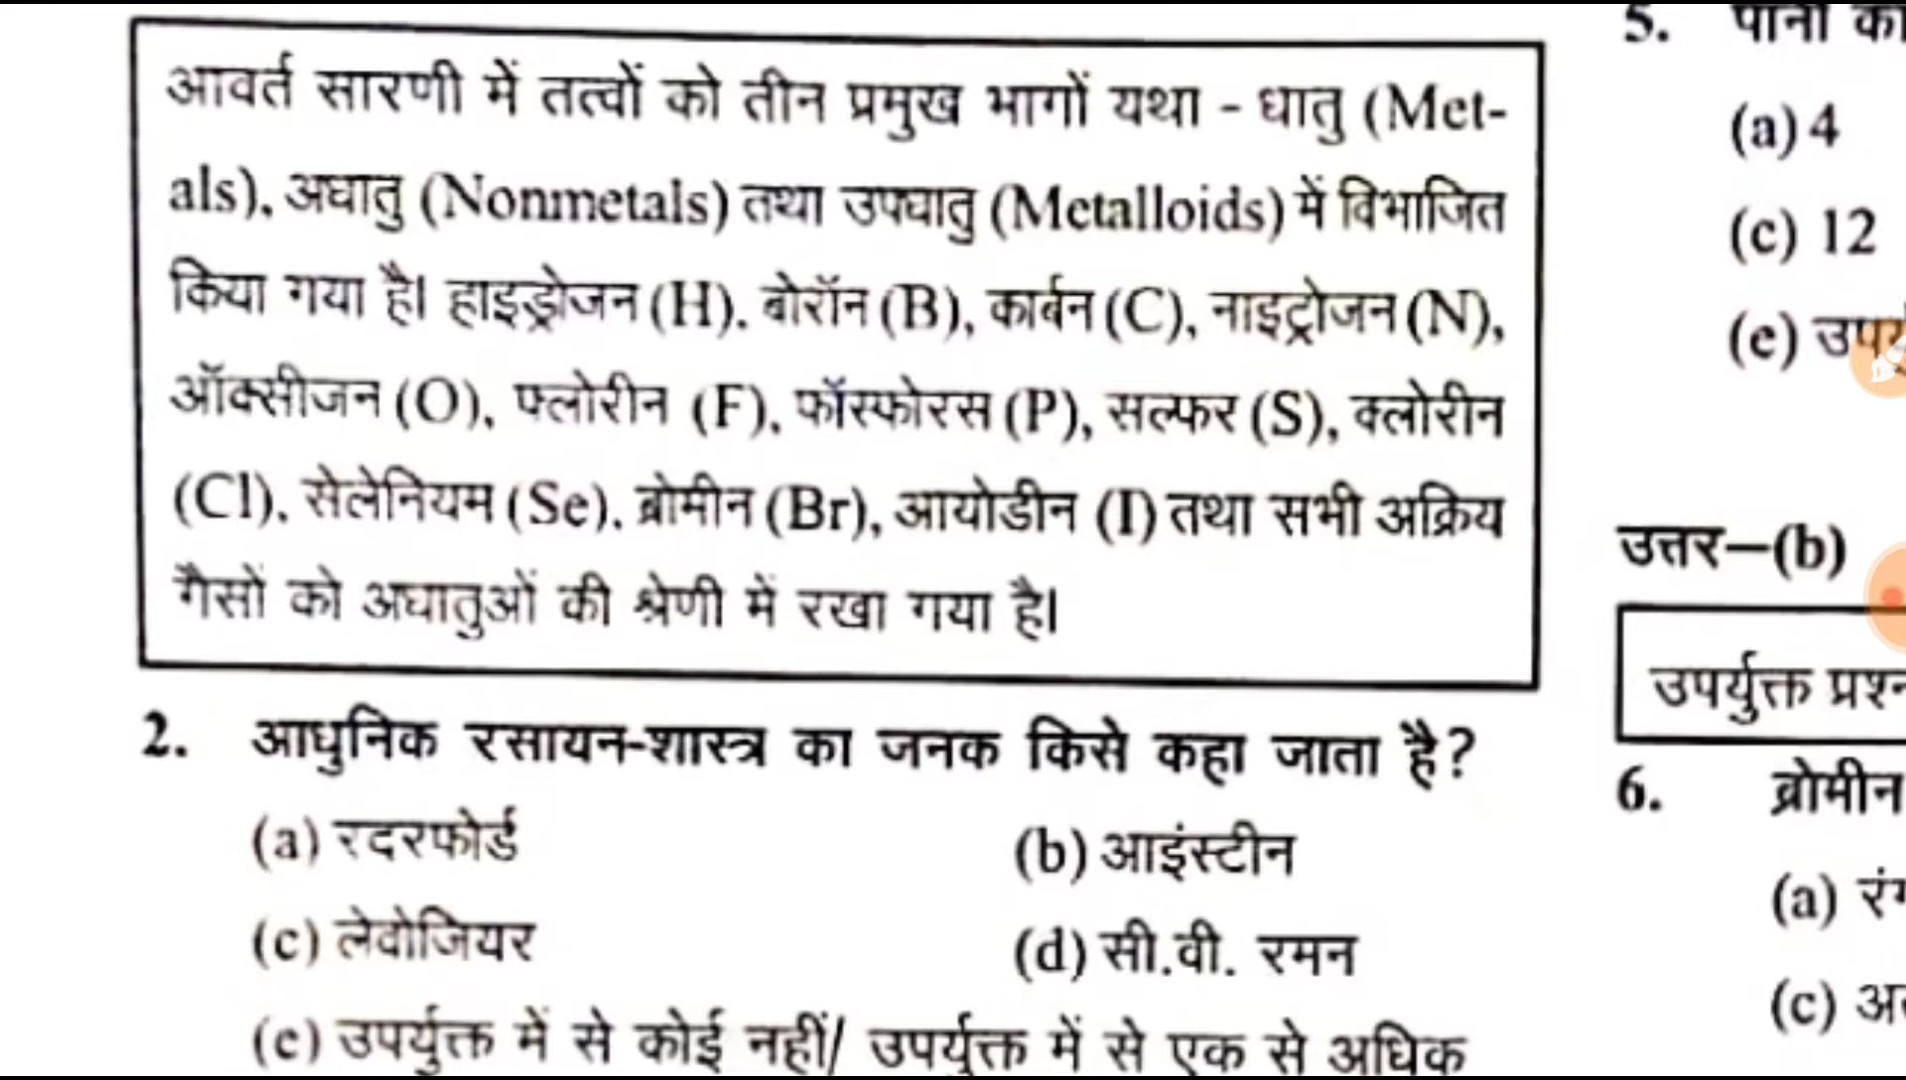 आवर्त सारणी में तत्वों को तीन प्रमुख भागों यथा - धातु (Met-
als), अधातु (Nonmetals) तथा उपधातु (Metalloids) में विभाजित
किया गया है। हाइड्रोजन (H), बोरॉन (B), कार्बन (C), नाइट्रोजन (N),
ऑक्सीजन (O), फ्लोरीन (F), फॉस्फोरस (P), सल्फर (S), क्लोरीन
(Cl), सेलेनियम (Se), ब्रोमीन (Br), आयोडीन (I) तथा सभी अक्रिय
गैसों को अधातुओं की श्रेणी में रखा गया है।
2. आधुनिक रसायन-शास्त्र का जनक किसे कहा जाता है?
(a) रदरफोर्ड
(b) आइंस्टीन
(c) लेवोजियर
(d) सी.वी. रमन
(e) उपर्युक्त में से कोई नहीं/ उपर्युक्त में से एक से अधिक
5. पानी
(a) 4
(c) 12
(e)
उत्तर—(b)
उपर्युक्त
6. ब्रोमीन
(a)
(c)